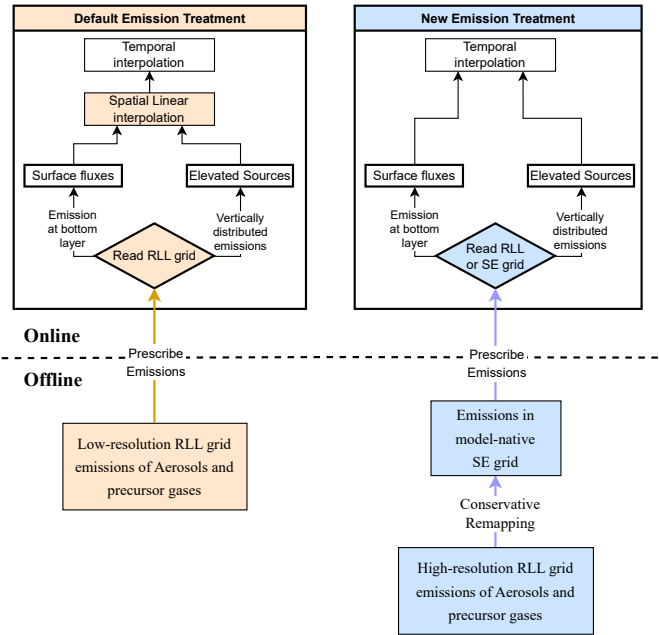 Default Emission Treatment
Temporal
interpolation
Spatial Linear
interpolation
Surface fluxes
Elevated Sources
Emission
at bottom
layer
Vertically
distributed
emissions
Read RLL grid
New Emission Treatment
Temporal
interpolation
Surface fluxes
Elevated Sources
Emission
at bottom
layer
Vertically
distributed
emissions
Read RLL
or SE grid
Online
Offline
Prescribe
Emissions
Prescribe
Emissions
Low-resolution RLL grid
emissions of Aerosols and
precursor gases
Emissions in
model-native
SE grid
Conservative
Remapping
High-resolution RLL grid
emissions of Aerosols and
precursor gases